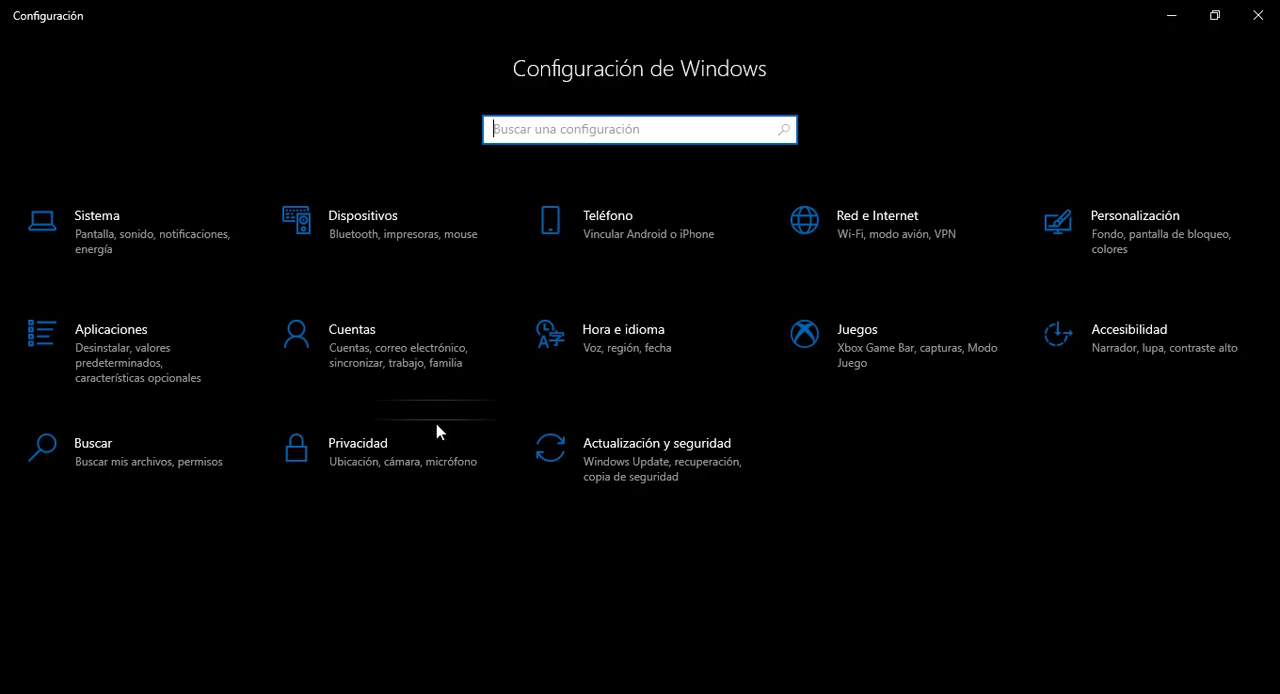 Configuración
Configuración de Windows
Buscar una configuración
Sistema
Pantalla, sonido, notificaciones,
energía
Dispositivos
Bluetooth, impresoras, mouse
Teléfono
Vincular Android o iPhone
Red e Internet
Wi-Fi, modo avión, VPN
Personalización
Fondo, pantalla de bloqueo,
colores
Aplicaciones
Desinstalar, valores
predeterminados,
características opcionales
Cuentas
Cuentas, correo electrónico,
sincronizar, trabajo, familia
Hora e idioma
Voz, región, fecha
Juegos
Xbox Game Bar, capturas, Modo
Juego
Accesibilidad
Narrador, lupa, contraste alto
Buscar
Buscar mis archivos, permisos
Privacidad
Ubicación, cámara, micrófono
Actualización y seguridad
Windows Update, recuperación,
copia de seguridad